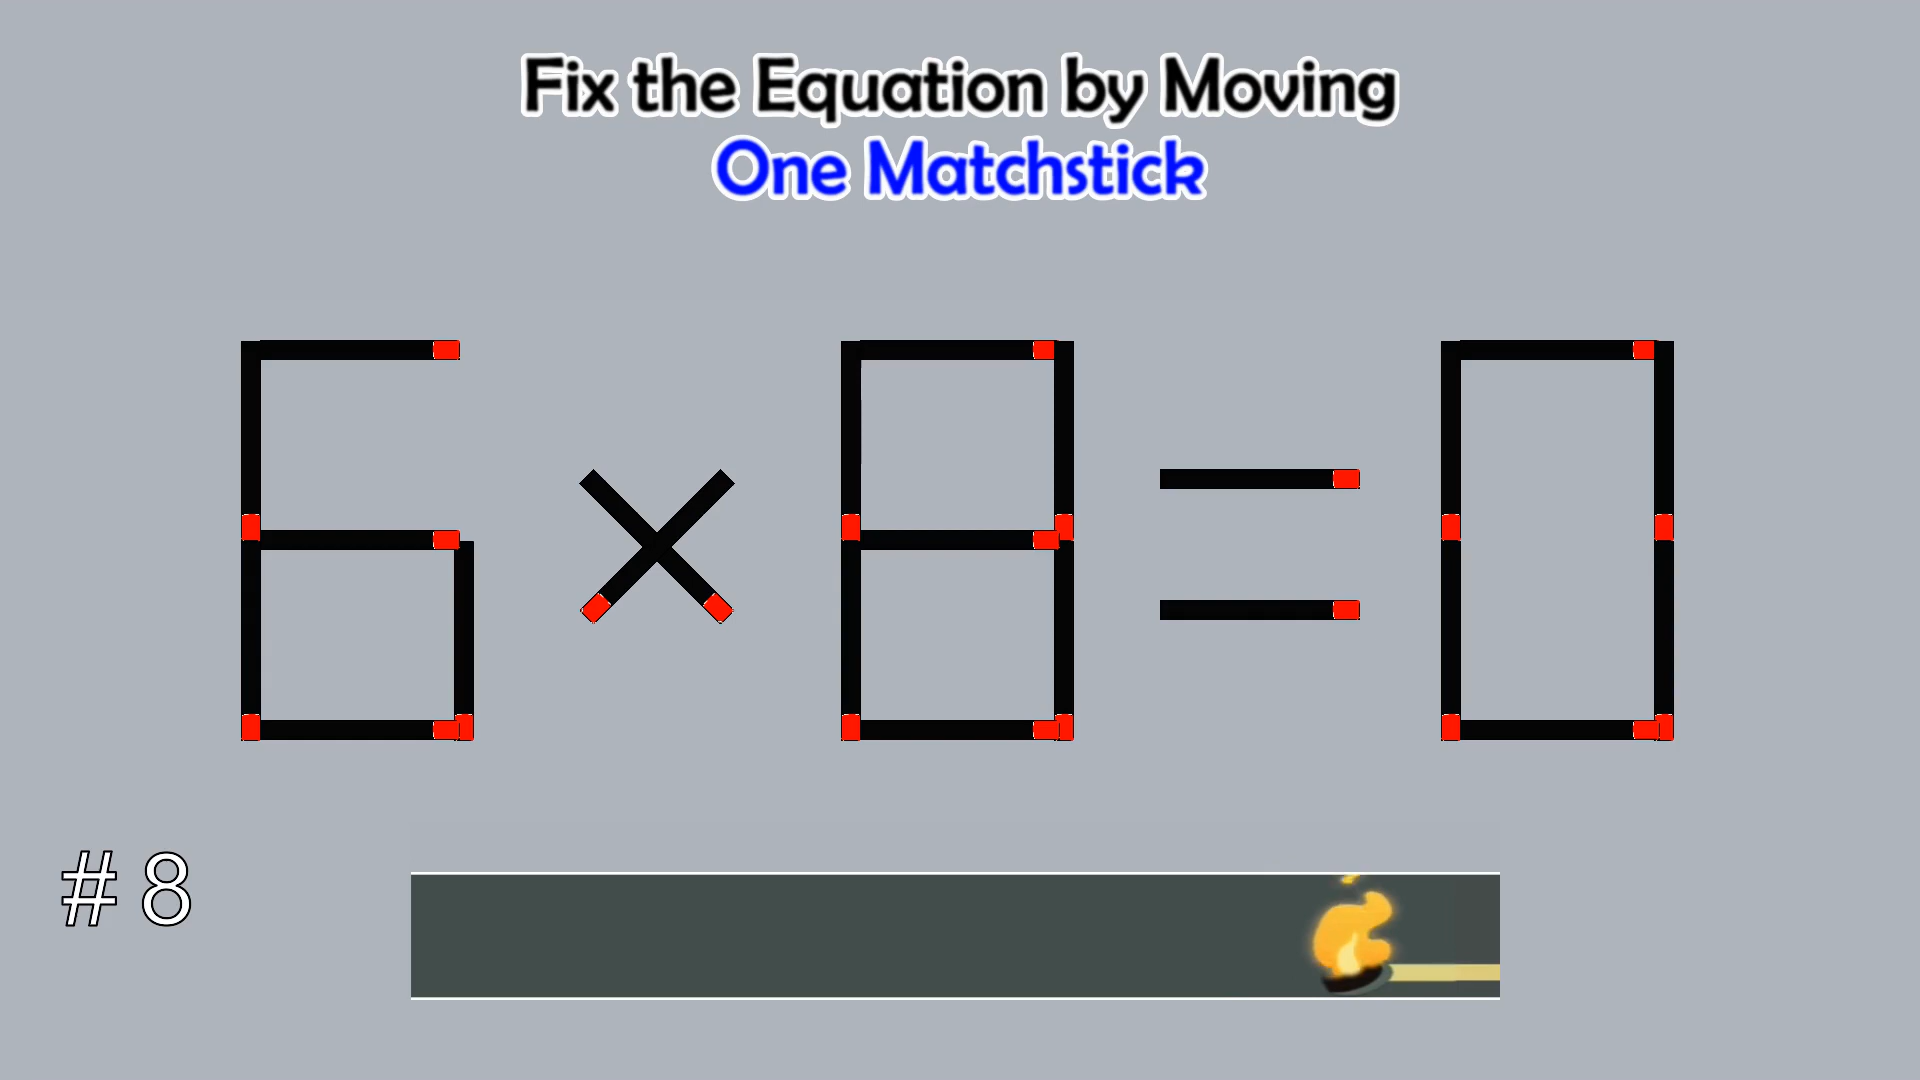 Fix the Equation by Moving
One Matchstick
6 × 8 = 0
# 8